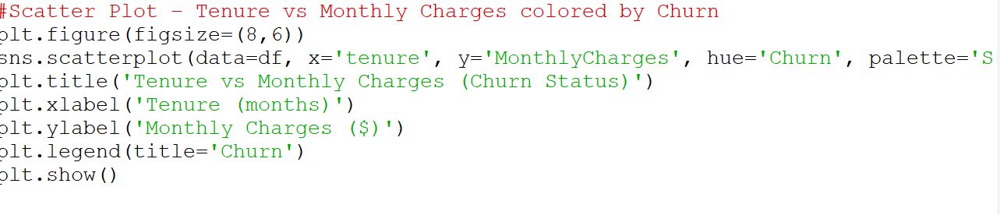 #Scatter Plot – Tenure vs Monthly Charges colored by Churn
plt.figure(figsize=(8,6))
sns.scatterplot(data=df, x='tenure', y='MonthlyCharges', hue='Churn', palette='S
plt.title('Tenure vs Monthly Charges (Churn Status)')
plt.xlabel('Tenure (months)')
plt.ylabel('Monthly Charges ($)')
plt.legend(title='Churn')
plt.show()